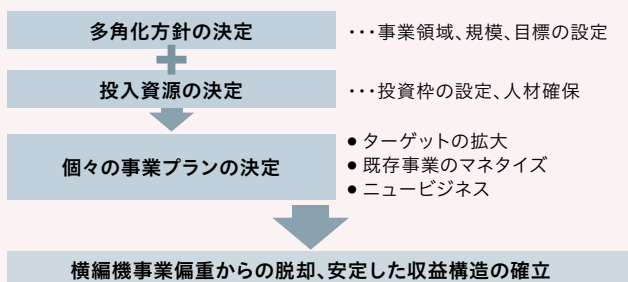 多角化方針の決定 ・・・事業領域、規模、目標の設定
投入資源の決定 ・・・投資枠の設定、人材確保
個々の事業プランの決定
● ターゲットの拡大
● 既存事業のマネタイズ
● ニュービジネス
横編機事業偏重からの脱却、安定した収益構造の確立